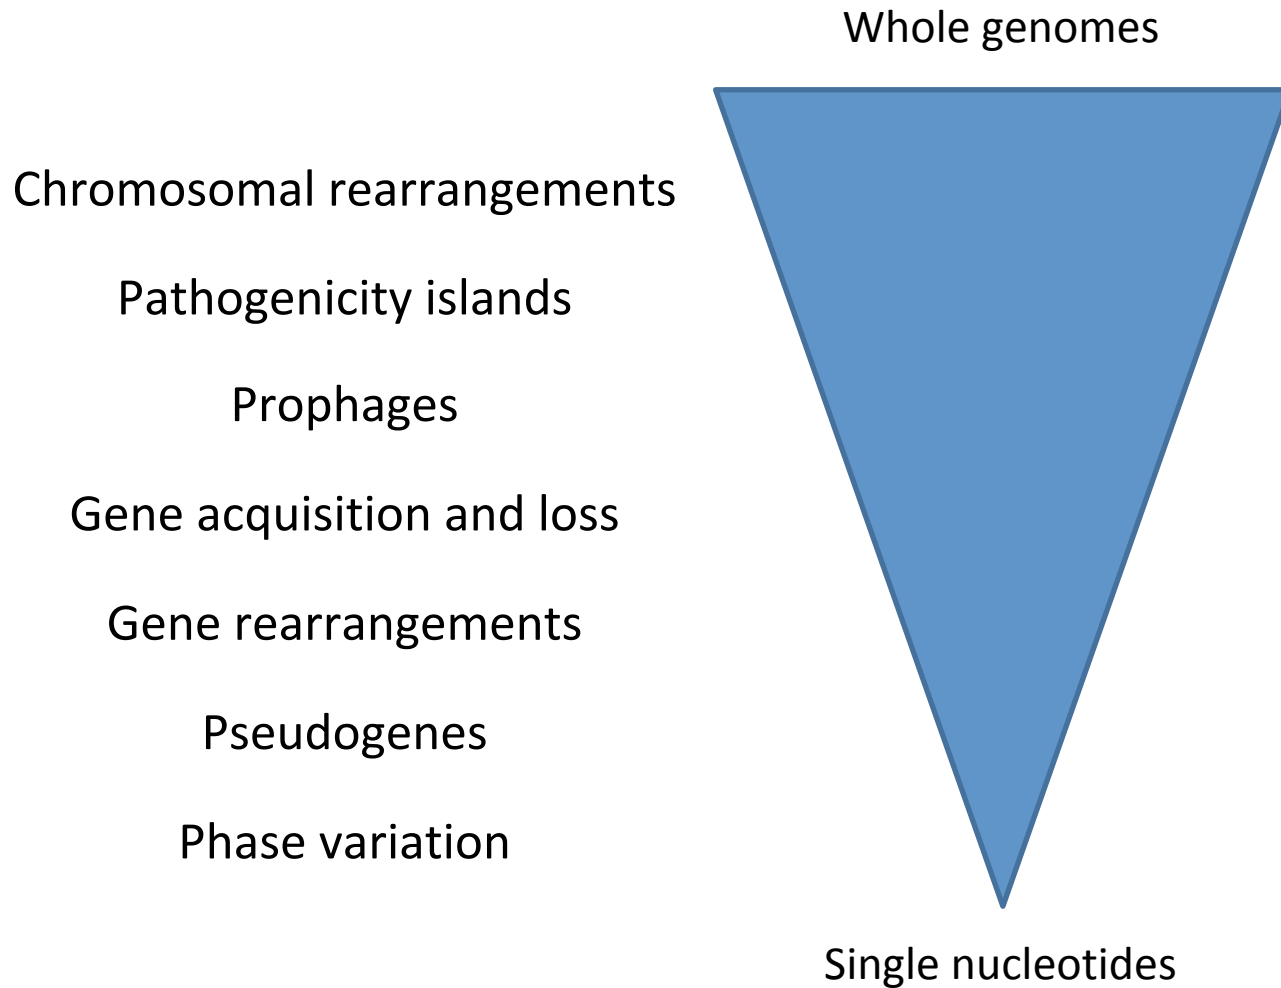 Whole genomes
Chromosomal rearrangements
Pathogenicity islands
Prophages
Gene acquisition and loss
Gene rearrangements
Pseudogenes
Phase variation
Single nucleotides